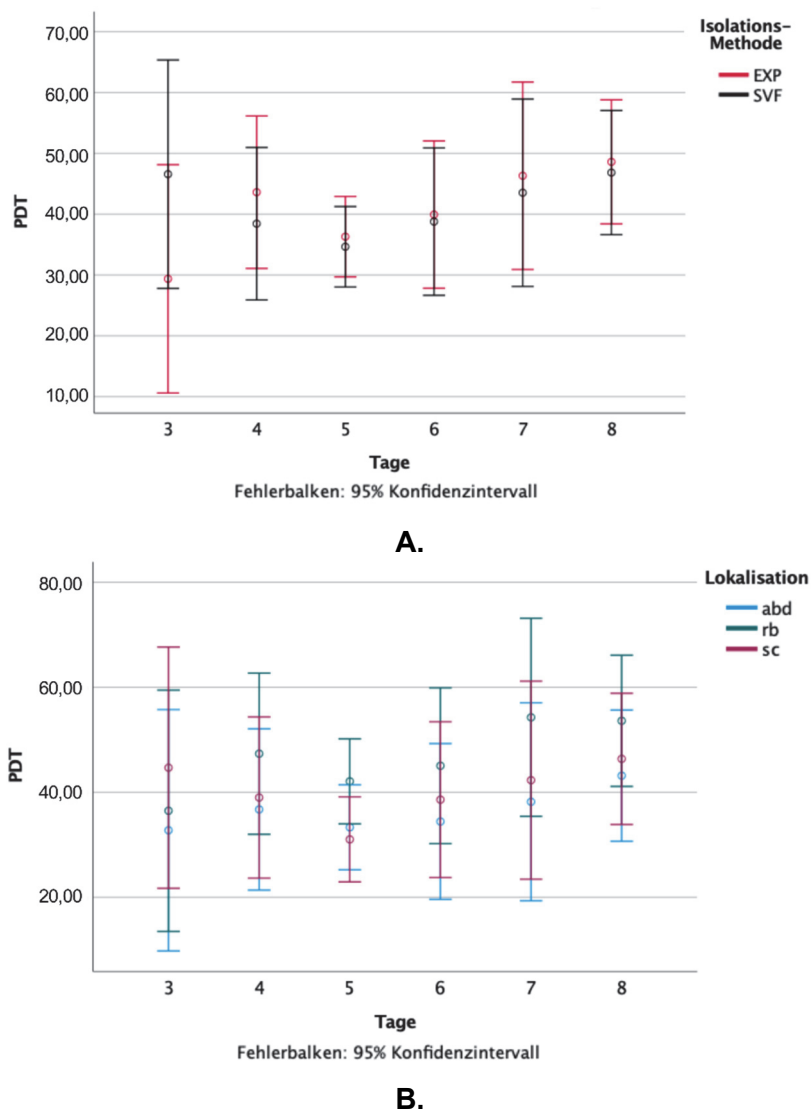 70,00
60,00
50,00
40,00
30,00
20,00
10,00
PDT
3 4 5 6 7 8
Tage
Fehlerbalken: 95% Konfidenzintervall
Isolations-
Methode
EXP
SVF
A.
80,00
60,00
40,00
20,00
PDT
3 4 5 6 7 8
Tage
Fehlerbalken: 95% Konfidenzintervall
Lokalisation
abd
rb
sc
B.